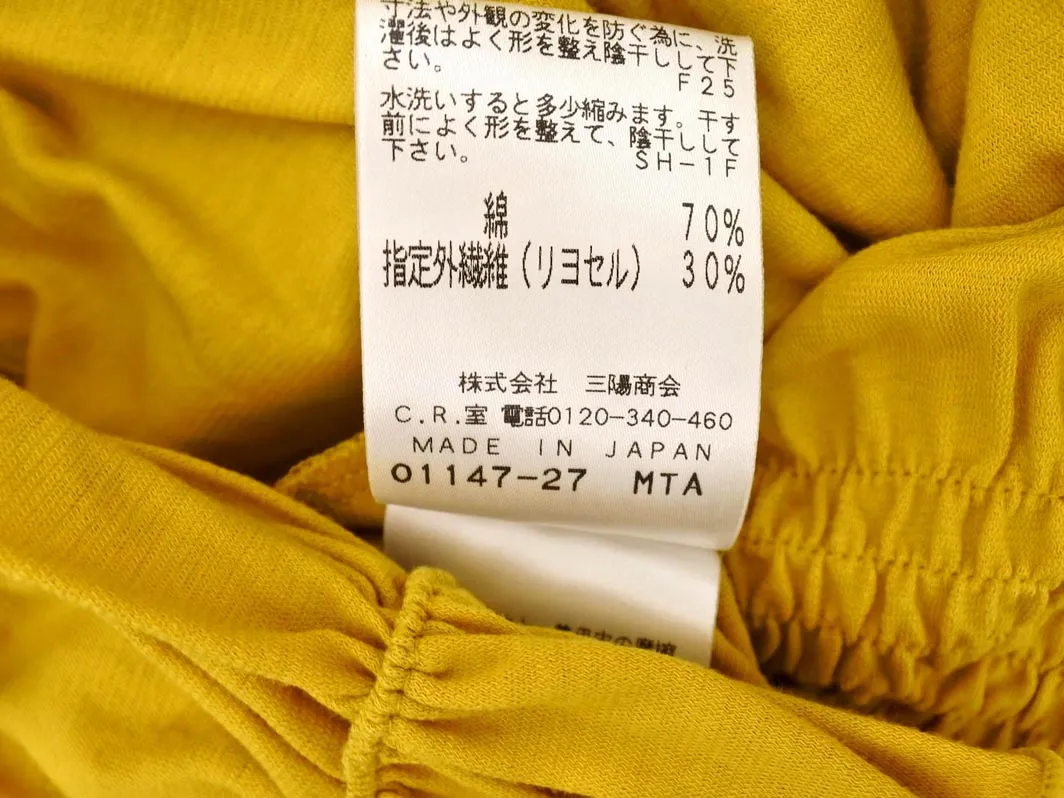 寸法や外観の変化を防ぐ為に、洗
濯後はよく形を整え陰干しして下
さい。
F25
水洗いすると多少縮みます。干す
前によく形を整えて、陰干しして
下さい。
SH-1F
綿 70%
指定外繊維(リヨセル) 30%
株式会社 三陽商会
C.R.室 電話0120-340-460
MADE IN JAPAN
01147-27 MTA
の摩擦